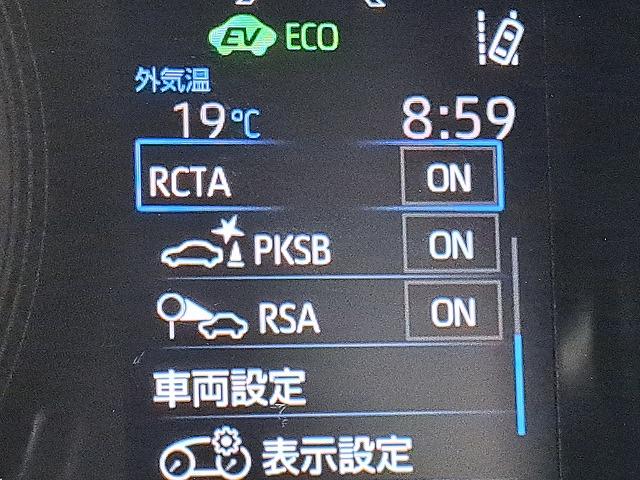 EV ECO
外気温
19℃ 8:59
RCTA ON
PKSB ON
RSA ON
車両設定
表示設定